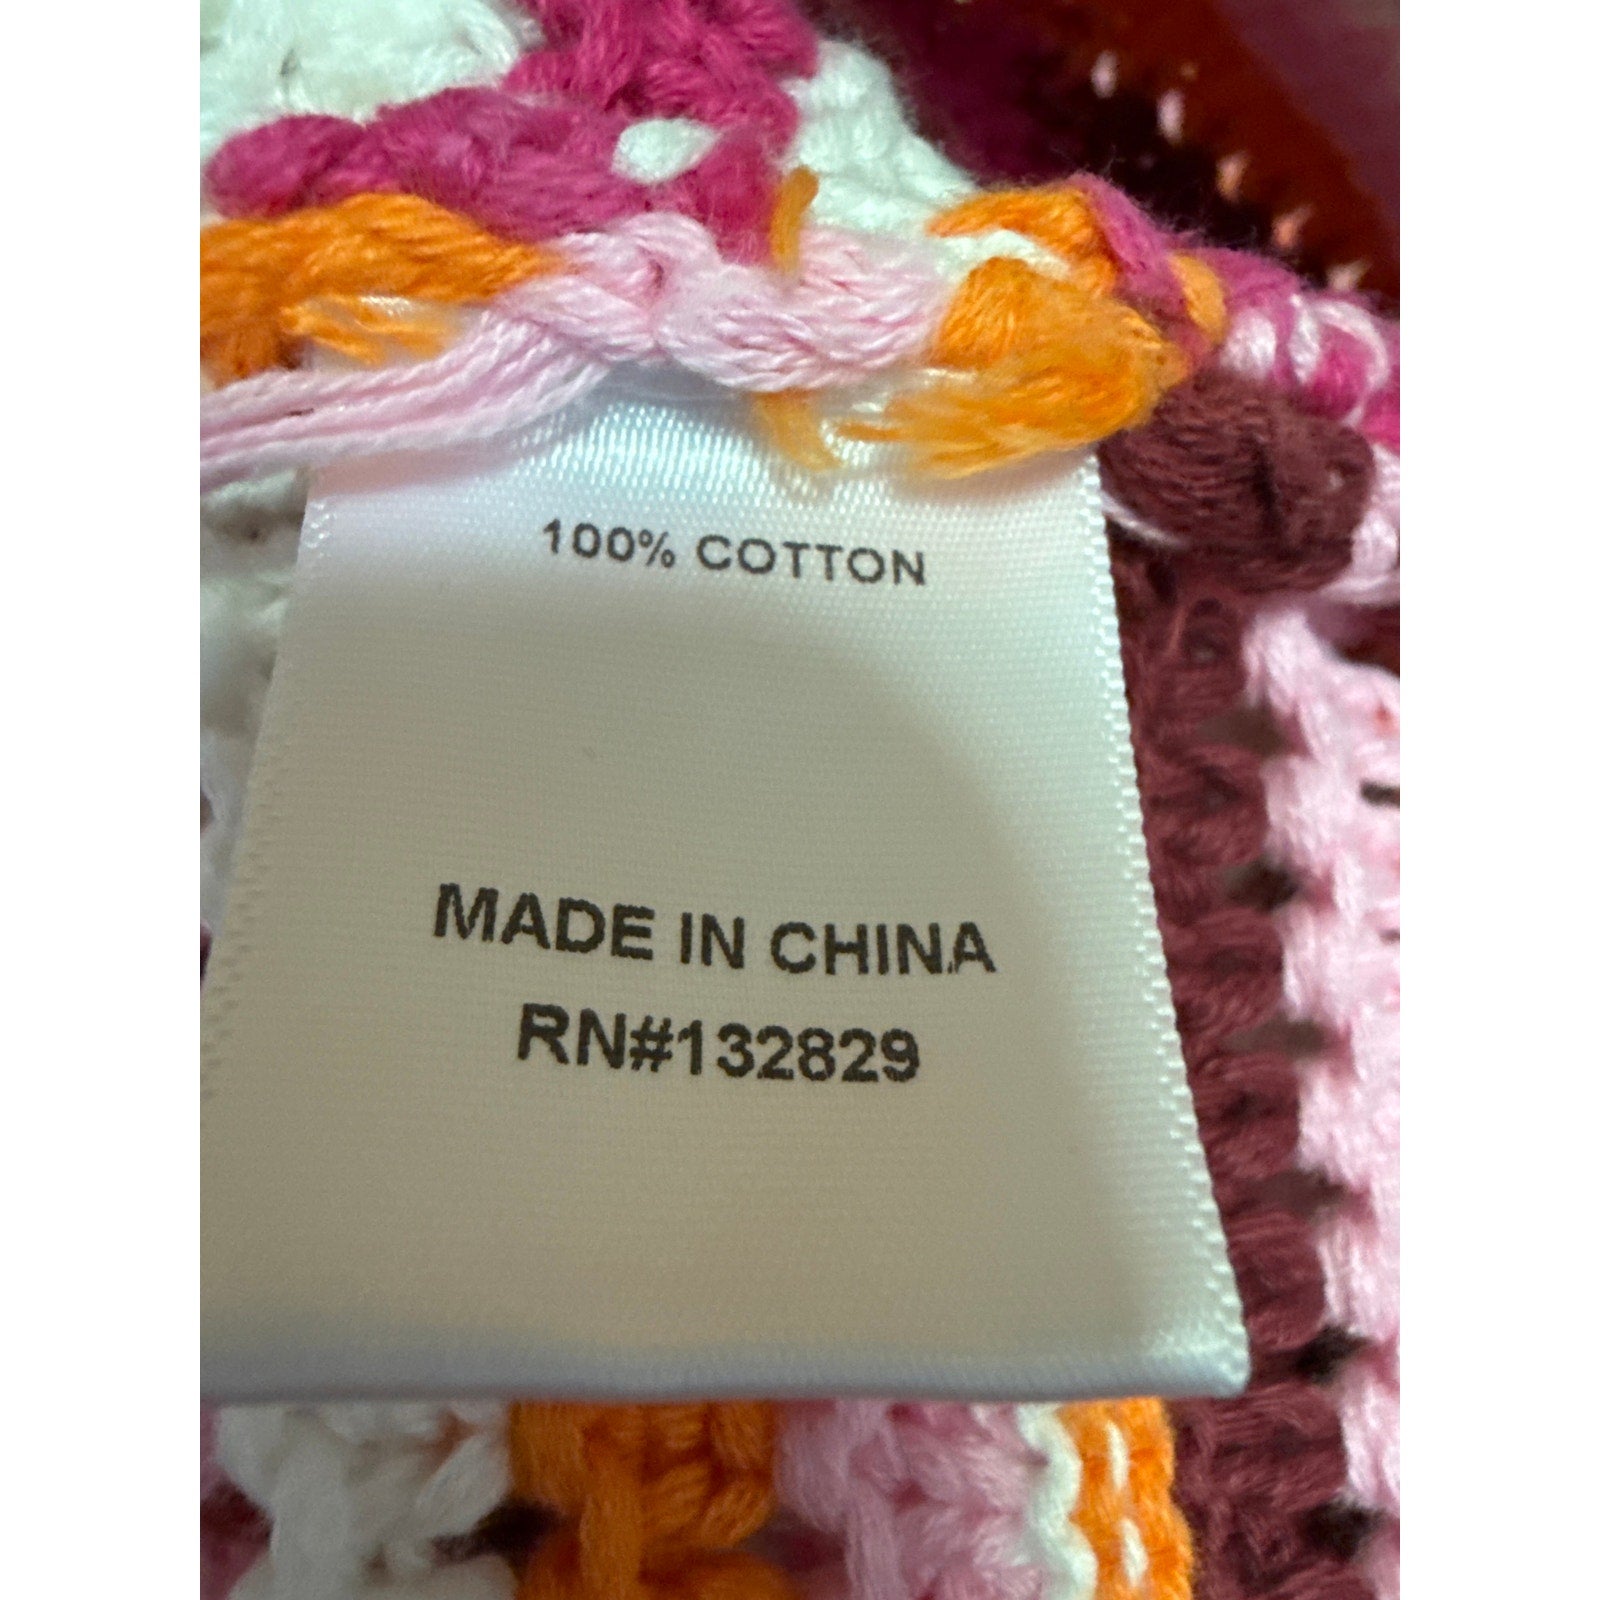 100% COTTON
MADE IN CHINA
RN#132829